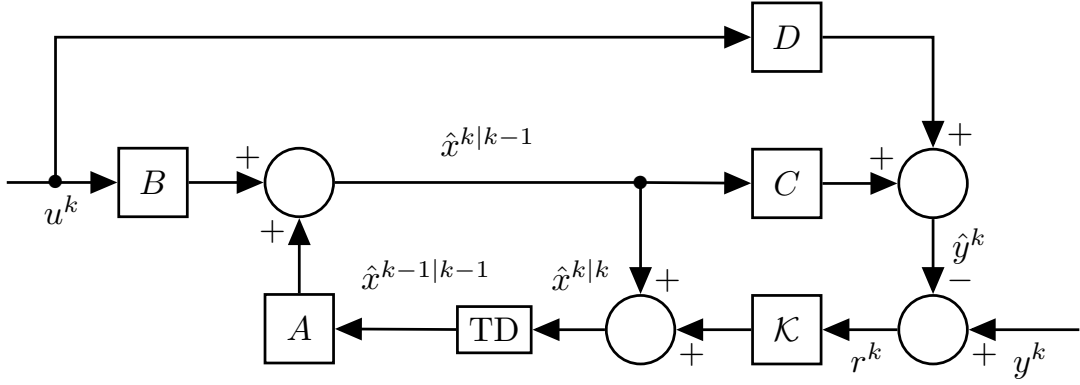 D
+
x̂^{k|k−1}
+ B + C
u^k
+
ŷ^k
x̂^{k−1|k−1} x̂^{k|k} + −
A TD 𝒦
+ r^k + y^k